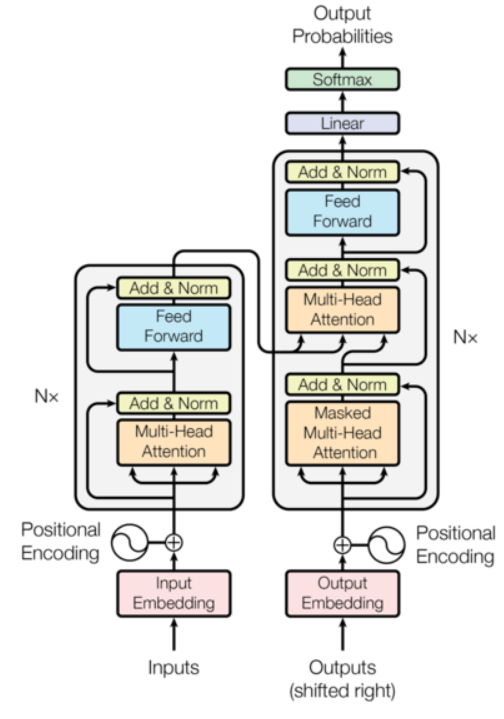 Output
Probabilities
Softmax
Linear
Add & Norm
Feed
Forward
Add & Norm
Multi-Head
Attention
Add & Norm
Masked
Multi-Head
Attention
N×
Add & Norm
Feed
Forward
Add & Norm
Multi-Head
Attention
N×
Positional
Encoding
Positional
Encoding
Input
Embedding
Output
Embedding
Inputs
Outputs
(shifted right)